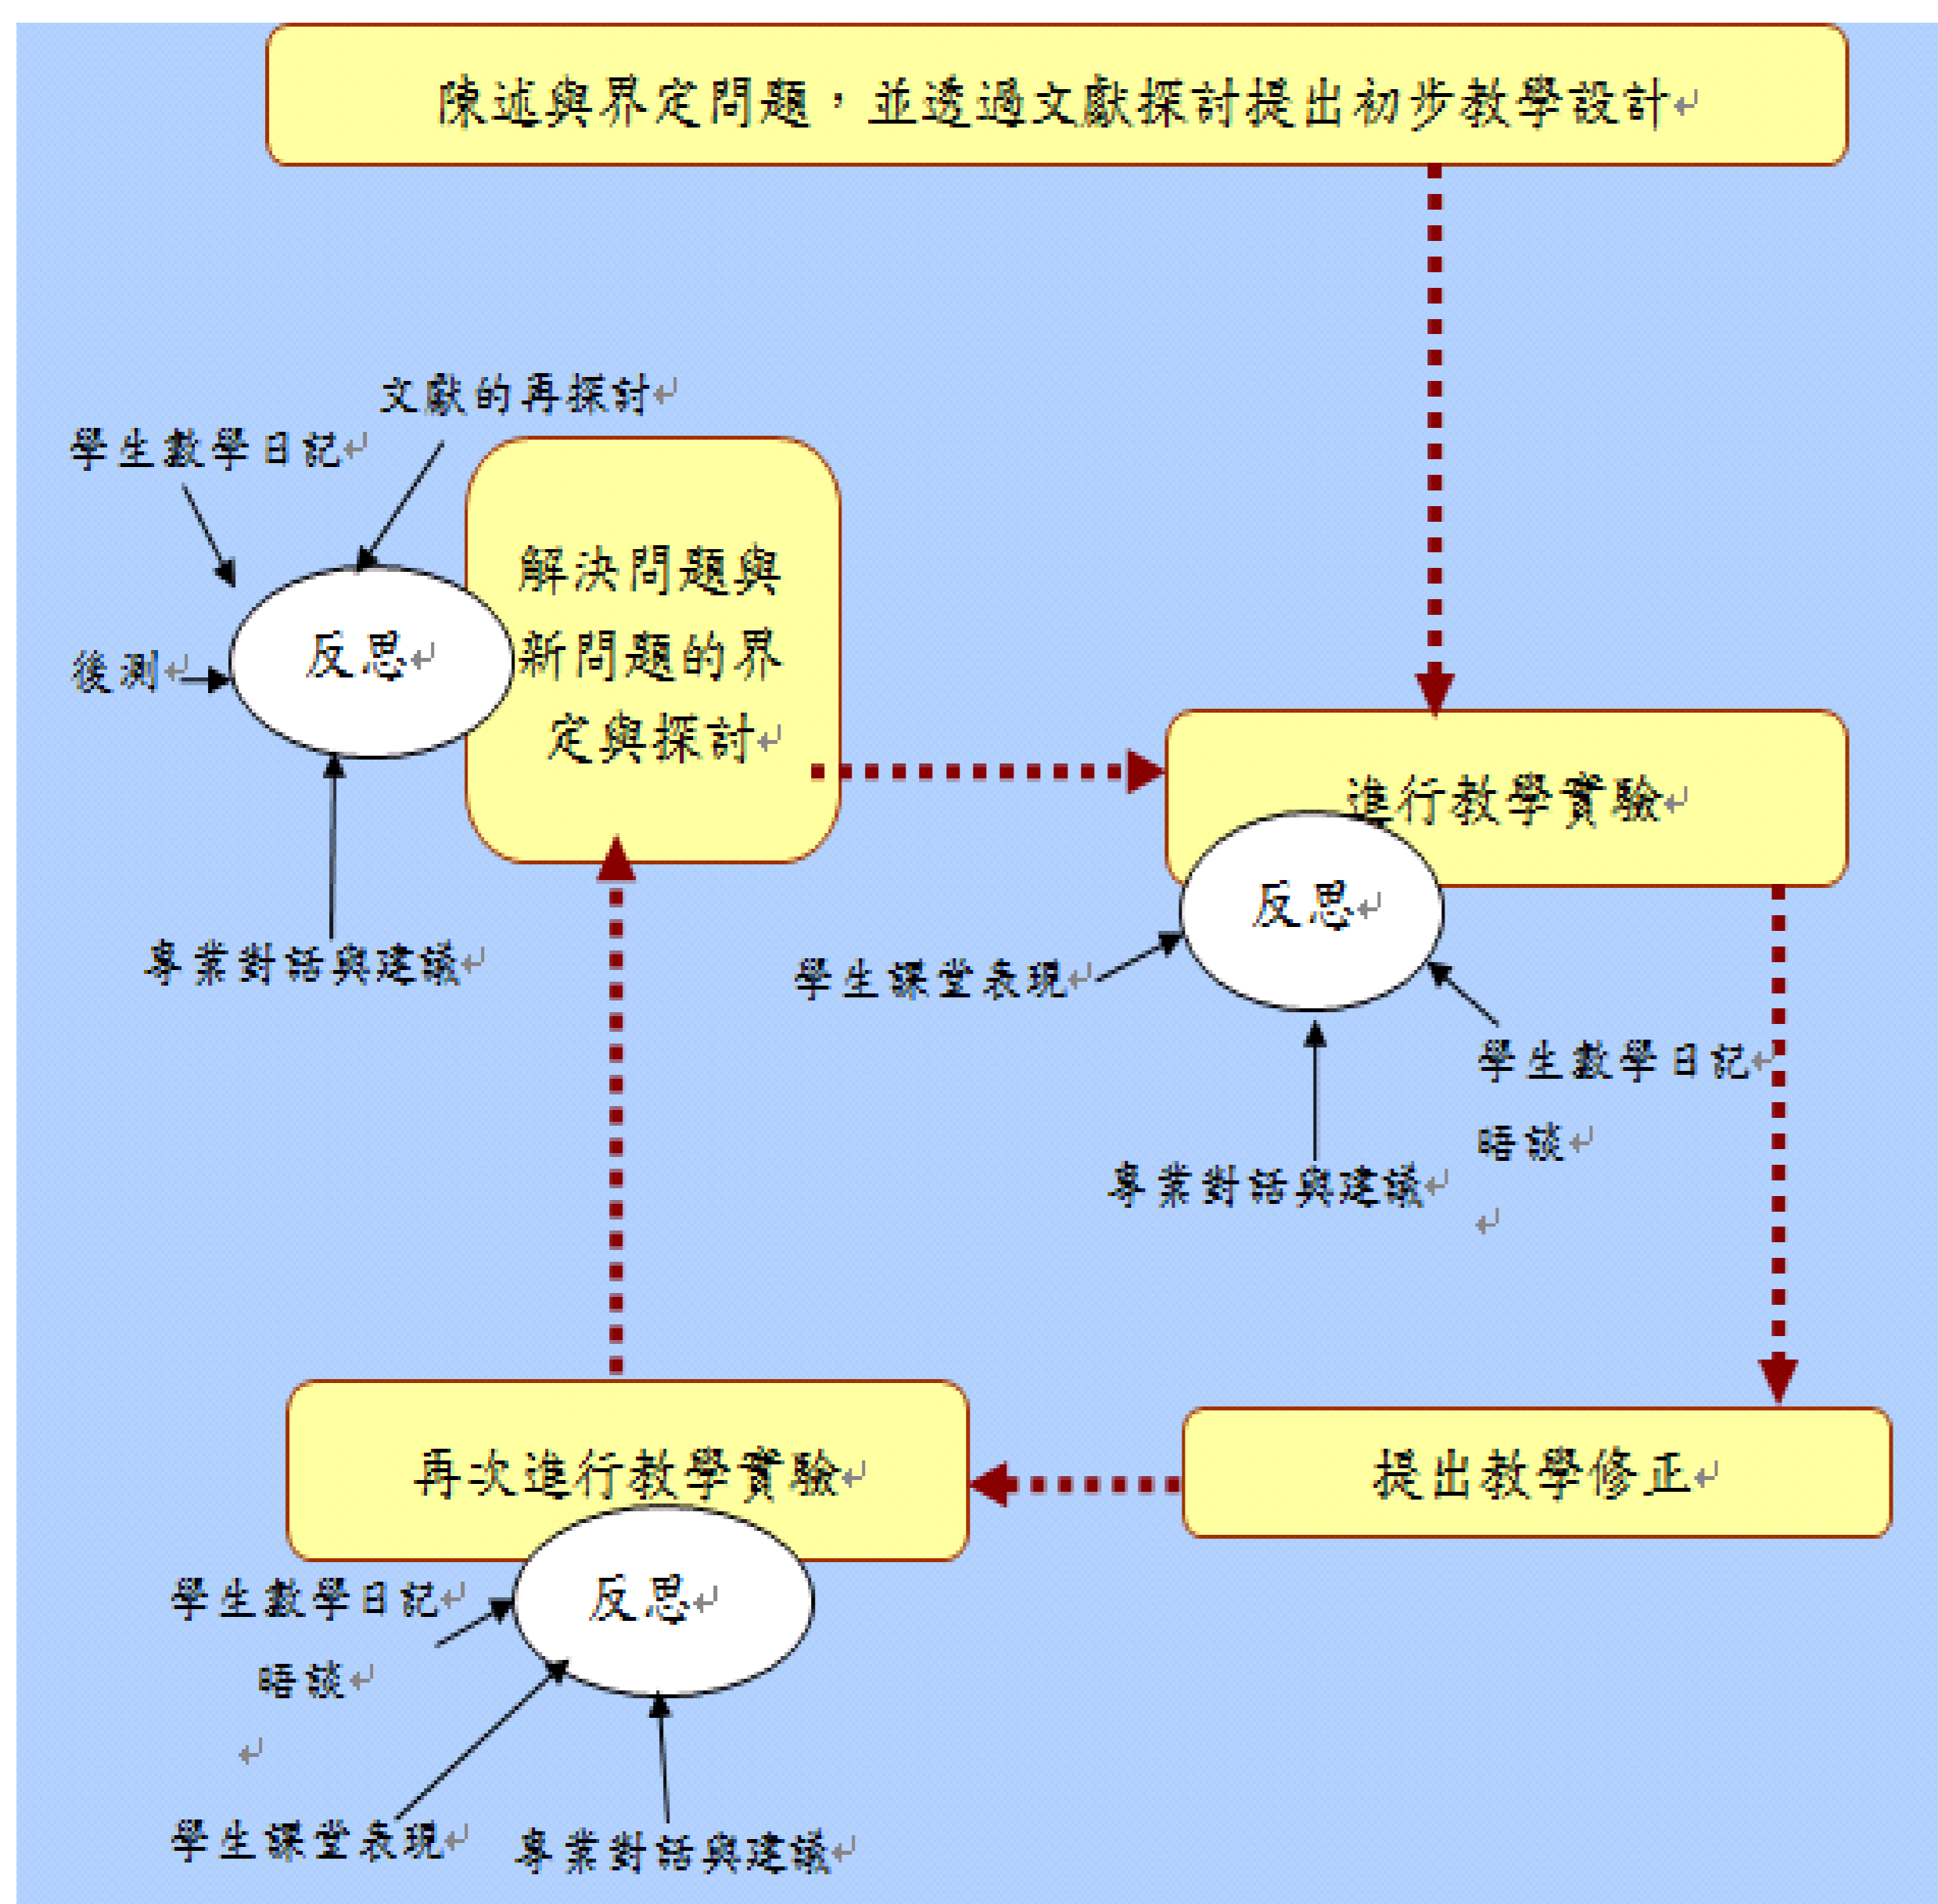 陳述與界定問題，並透過文獻探討提出初步教學設計
文獻的再探討
學生數學日記
解決問題與
新問題的界
定與探討
反思
後測
專業對話與建議
進行教學實驗
反思
學生課堂表現
學生數學日記
晤談
專業對話與建議
再次進行教學實驗
提出教學修正
反思
學生數學日記
晤談
學生課堂表現
專業對話與建議